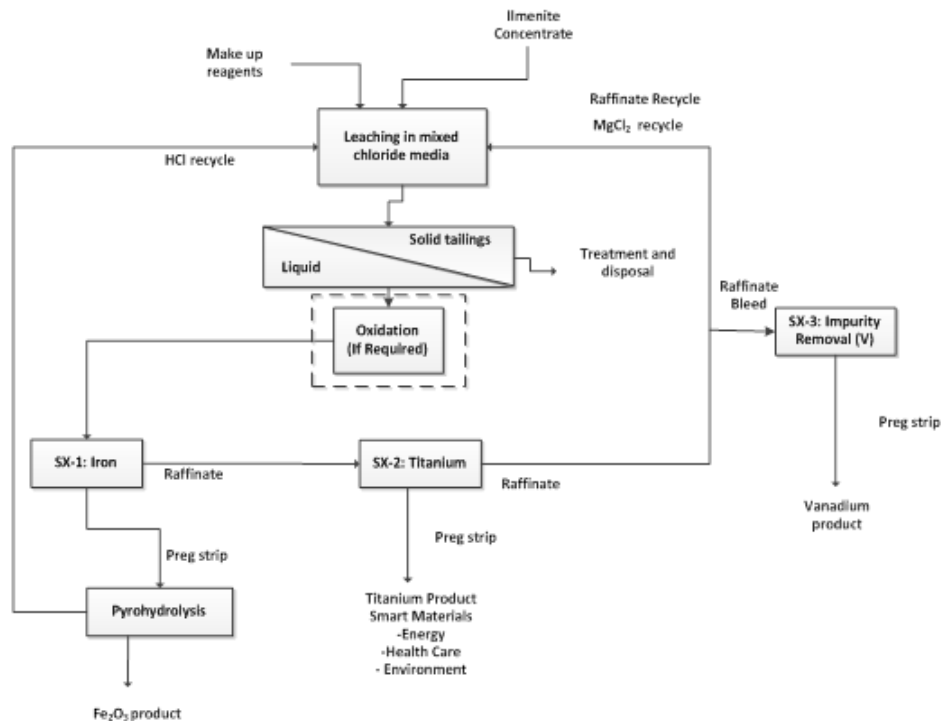 Ilmenite
Concentrate
Make up
reagents
Raffinate Recycle
MgCl₂ recycle
Leaching in mixed
chloride media
HCl recycle
Solid tailings
Liquid
Treatment and
disposal
Raffinate
Bleed
SX-3: Impurity
Removal (V)
Oxidation
(If Required)
Preg strip
SX-1: Iron
Raffinate
SX-2: Titanium
Raffinate
Vanadium
product
Preg strip
Preg strip
Pyrohydrolysis
Titanium Product
Smart Materials
-Energy
-Health Care
- Environment
Fe₂O₃ product